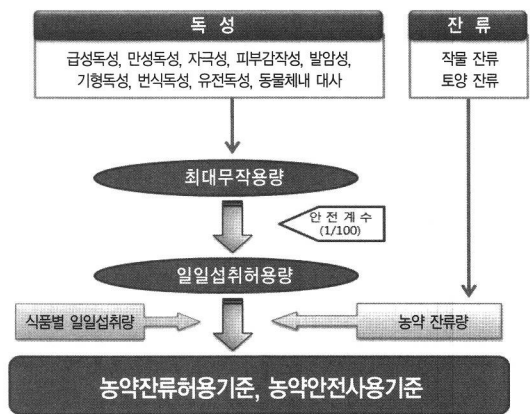 독 성
급성독성, 만성독성, 자극성, 피부감작성, 발암성,
기형독성, 번식독성, 유전독성, 동물체내 대사
잔 류
작물 잔류
토양 잔류
최대무작용량
안 전 계 수
(1/100)
일일섭취허용량
식품별 일일섭취량
농약 잔류량
농약잔류허용기준, 농약안전사용기준